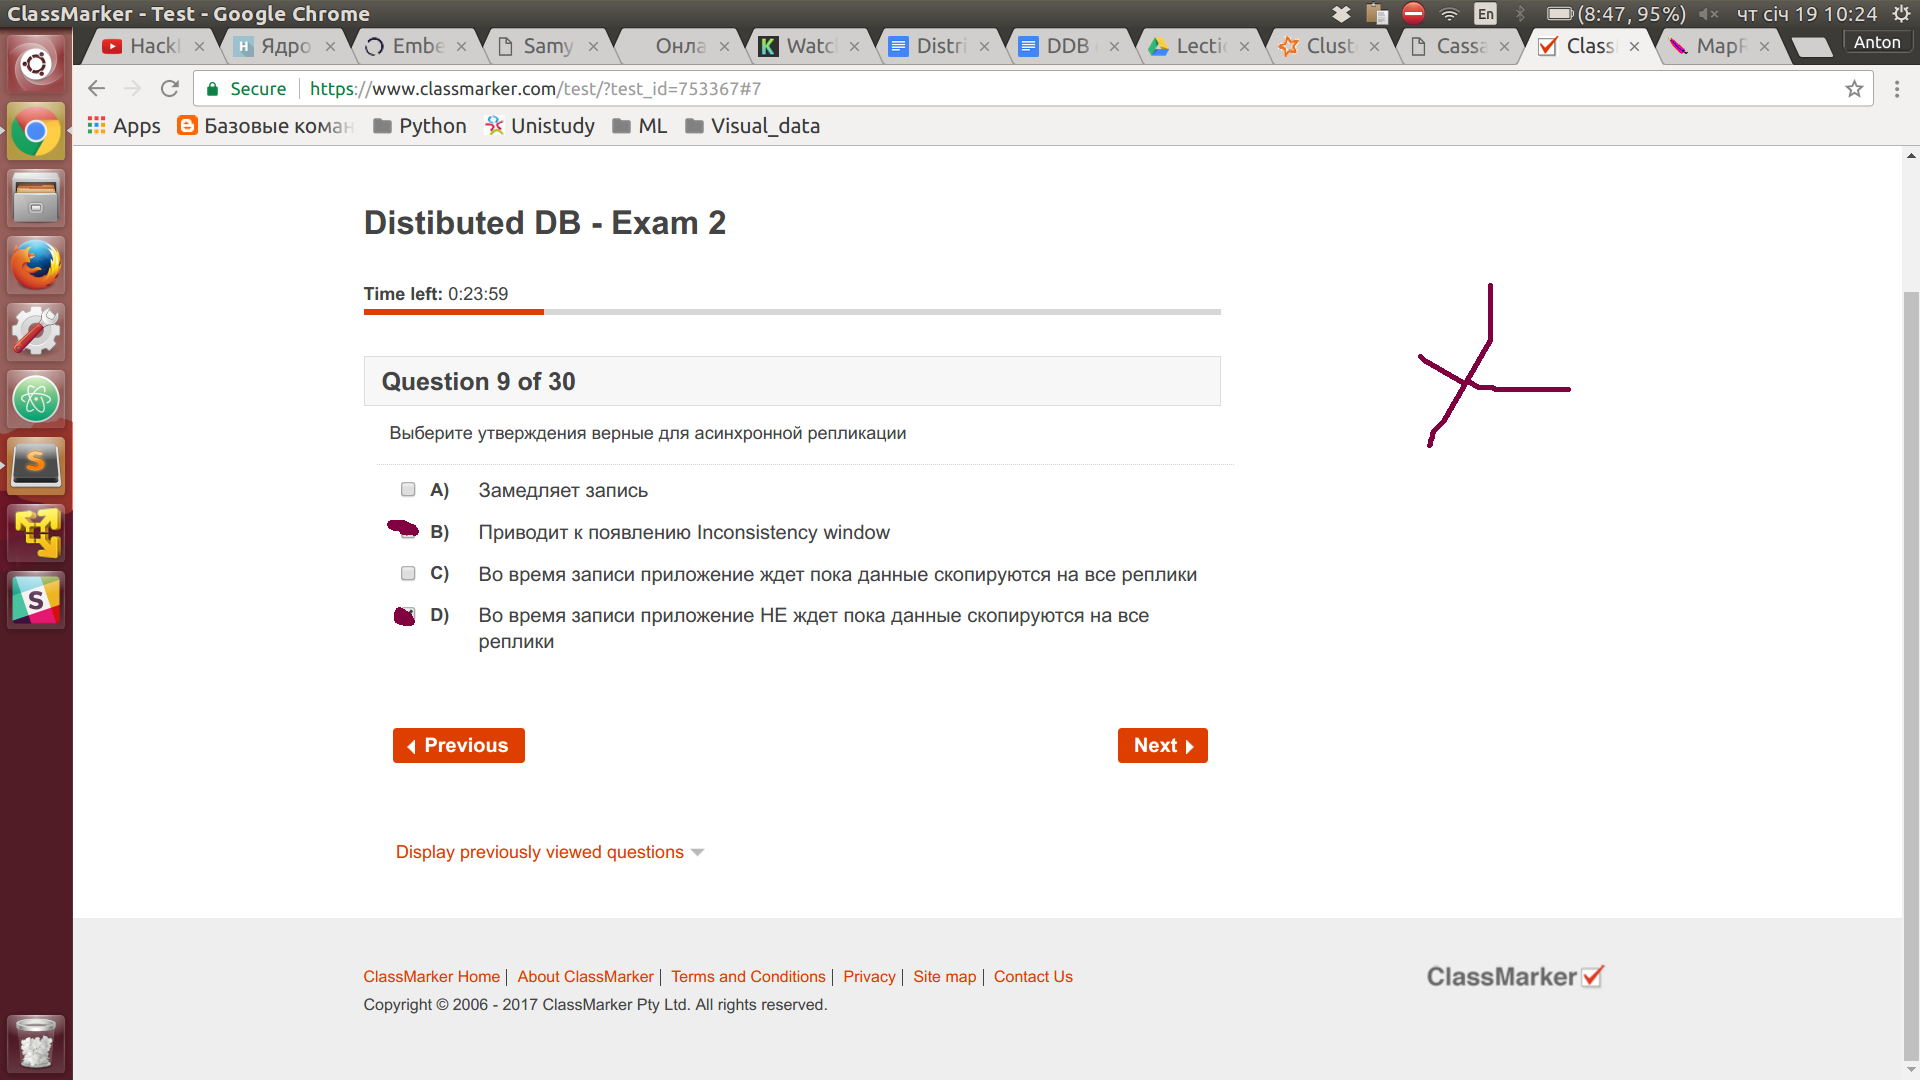 ClassMarker - Test - Google Chrome
En
(8:47, 95%)
чт січ 19 10:24
Hackl
Ядро
Embe
Samy
Онла
Watc
Distri
DDB
Lecti
Clust
Cassa
Class
MapR
Anton
Secure
https://www.classmarker.com/test/?test_id=753367#7
Apps
Базовые коман
Python
Unistudy
ML
Visual_data
Distibuted DB - Exam 2
Time left: 0:23:59
Question 9 of 30
Выберите утверждения верные для асинхронной репликации
A) Замедляет запись
B) Приводит к появлению Inconsistency window
C) Во время записи приложение ждет пока данные скопируются на все реплики
D) Во время записи приложение НЕ ждет пока данные скопируются на все
реплики
Previous
Next
Display previously viewed questions
ClassMarker Home | About ClassMarker | Terms and Conditions | Privacy | Site map | Contact Us
ClassMarker
Copyright © 2006 - 2017 ClassMarker Pty Ltd. All rights reserved.